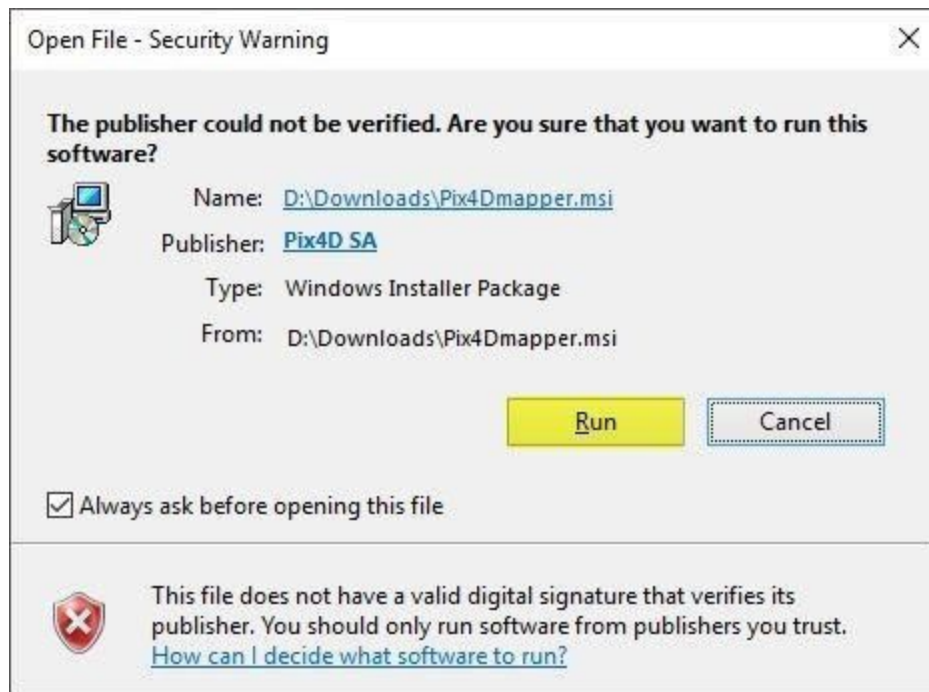 Open File - Security Warning
The publisher could not be verified. Are you sure that you want to run this
software?
Name: D:\Downloads\Pix4Dmapper.msi
Publisher: Pix4D SA
Type: Windows Installer Package
From: D:\Downloads\Pix4Dmapper.msi
Run Cancel
Always ask before opening this file
This file does not have a valid digital signature that verifies its
publisher. You should only run software from publishers you trust.
How can I decide what software to run?